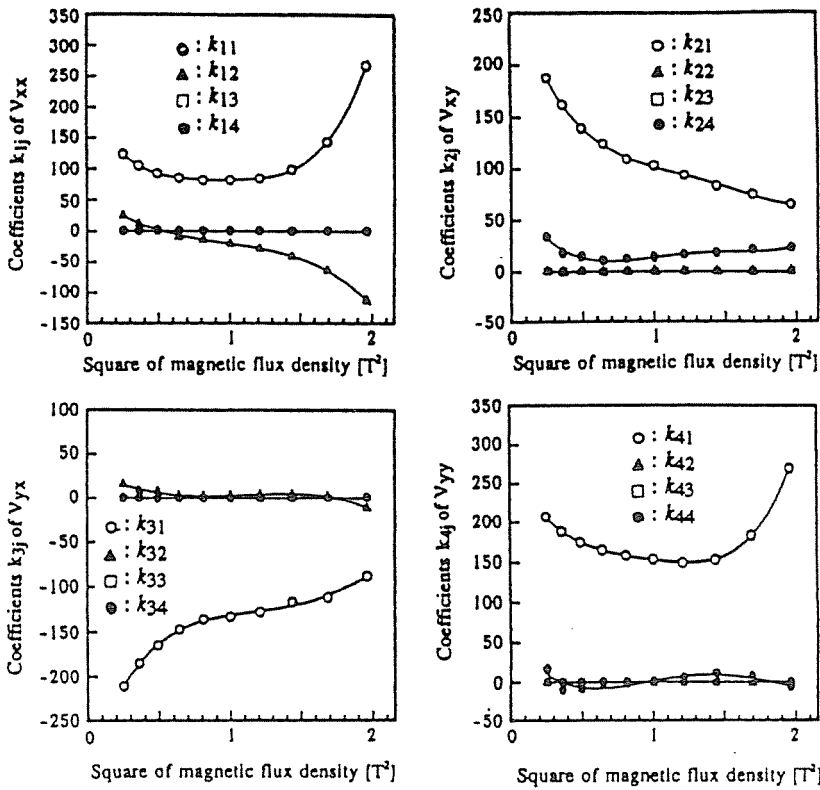 350
300
250
200
150
100
50
0
-50
-100
-150
0
1
2
Coefficients k1j of Vxx
: k11
: k12
: k13
: k14
Square of magnetic flux density [T²]
200
150
100
50
0
-50
0
1
2
Coefficients k2j of Vxy
: k21
: k22
: k23
: k24
Square of magnetic flux density [T²]
100
50
0
-50
-100
-150
-200
-250
0
1
2
Coefficients k3j of Vyx
: k31
: k32
: k33
: k34
Square of magnetic flux density [T²]
350
300
250
200
150
100
50
0
-50
0
1
2
Coefficients k4j of Vyy
: k41
: k42
: k43
: k44
Square of magnetic flux density [T²]